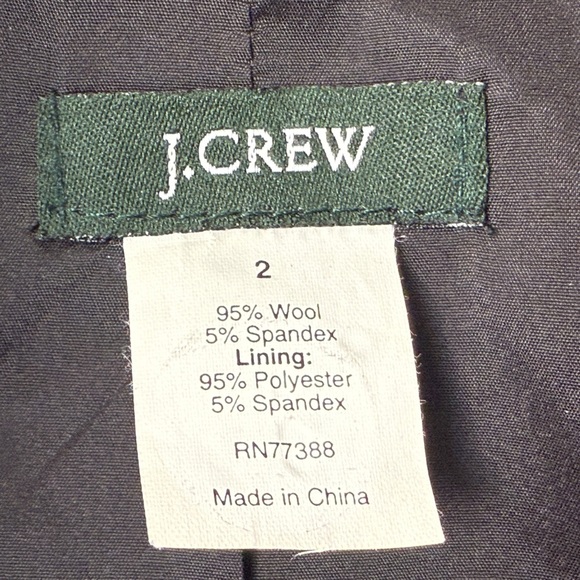 J.CREW
2
95% Wool
5% Spandex
Lining:
95% Polyester
5% Spandex
RN77388
Made in China